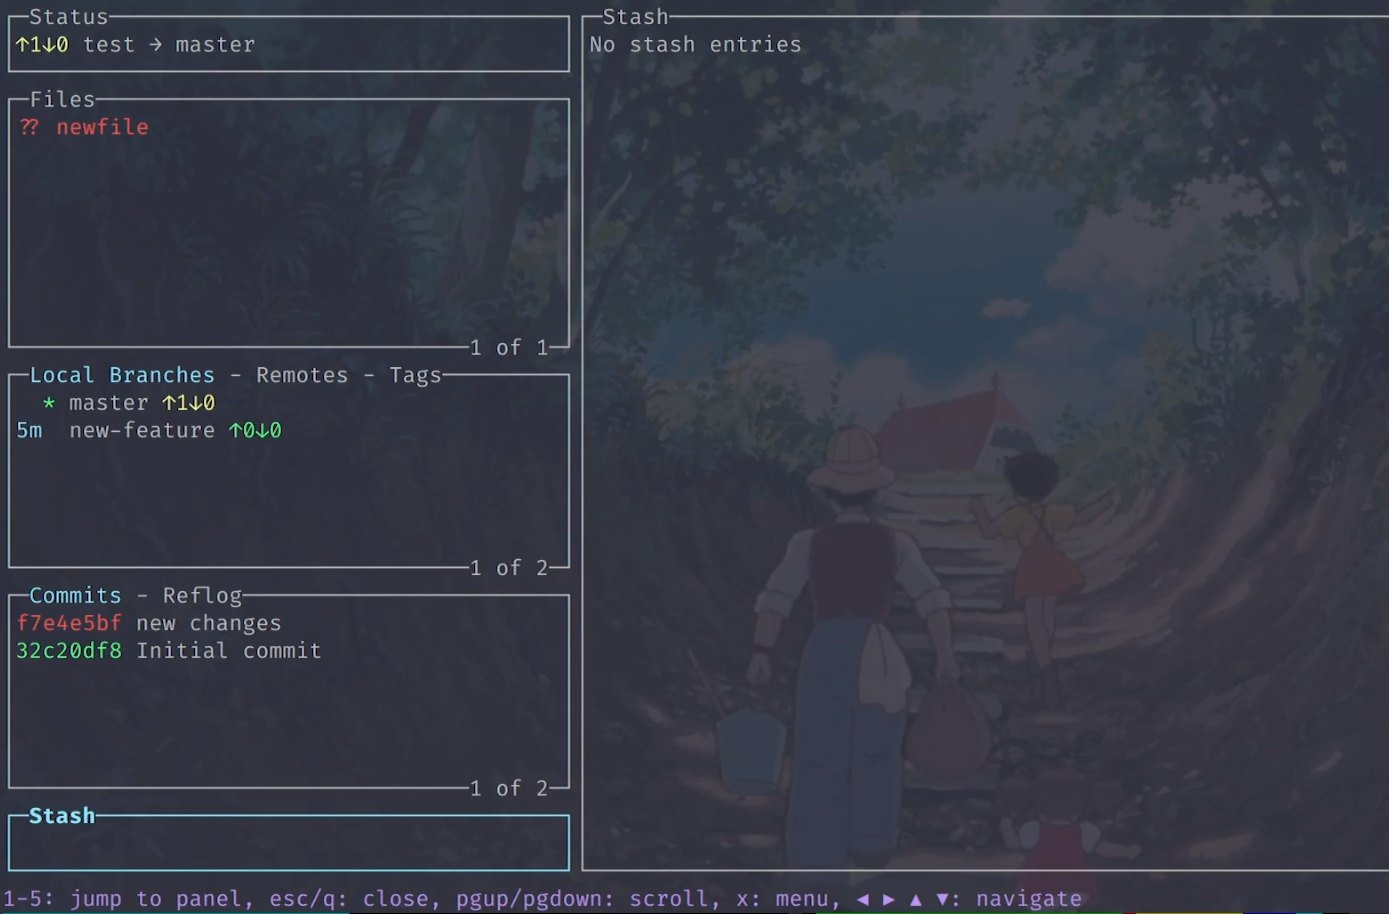 Status
↑1↓0 test → master
Files
?? newfile
1 of 1
Local Branches - Remotes - Tags
* master ↑1↓0
5m new-feature ↑0↓0
1 of 2
Commits - Reflog
f7e4e5bf new changes
32c20df8 Initial commit
1 of 2
Stash
Stash
No stash entries
1-5: jump to panel, esc/q: close, pgup/pgdown: scroll, x: menu, ◄ ► ▲ ▼: navigate